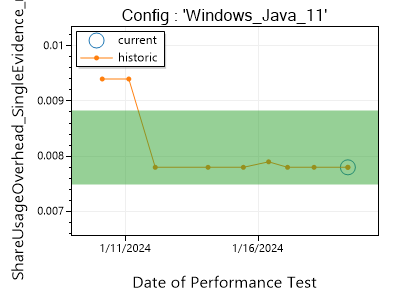 Config : 'Windows_Java_11'
current
historic
0.01
0.009
0.008
0.007
ShareUsageOverhead_SingleEvidence_
1/11/2024
1/16/2024
Date of Performance Test